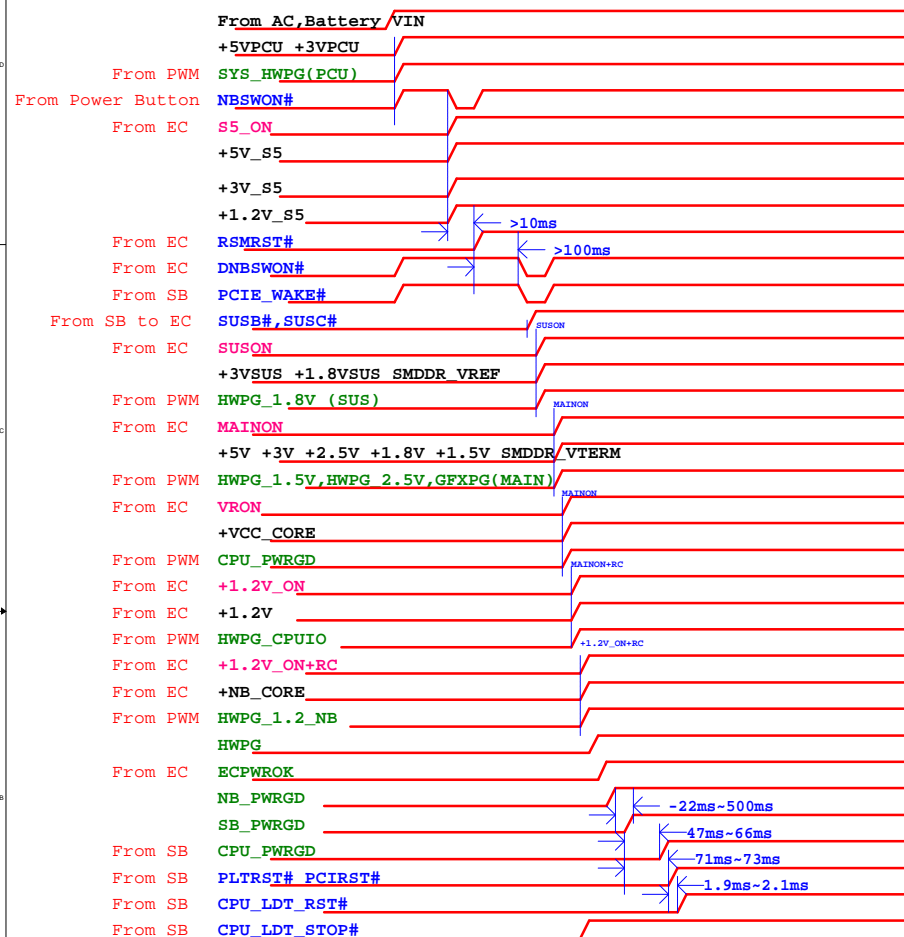 From AC,Battery VIN
+5VPCU +3VPCU
From PWM SYS_HWPG(PCU)
From Power Button NBSWON#
From EC S5_ON
+5V_S5
+3V_S5
+1.2V_S5
>10ms
From EC RSMRST#
>100ms
From EC DNBSWON#
From SB PCIE_WAKE#
From SB to EC SUSB#,SUSC#
SUSON
From EC SUSON
+3VSUS +1.8VSUS SMDDR_VREF
From PWM HWPG_1.8V (SUS)
MAINON
From EC MAINON
+5V +3V +2.5V +1.8V +1.5V SMDDR_VTERM
From PWM HWPG_1.5V,HWPG_2.5V,GFXPG(MAIN)
MAINON
From EC VRON
+VCC_CORE
From PWM CPU_PWRGD
MAINON+RC
From EC +1.2V_ON
From EC +1.2V
From PWM HWPG_CPUIO
+1.2V_ON+RC
From EC +1.2V_ON+RC
From EC +NB_CORE
From PWM HWPG_1.2_NB
HWPG
From EC ECPWROK
NB_PWRGD
-22ms~500ms
SB_PWRGD
47ms~66ms
From SB CPU_PWRGD
71ms~73ms
From SB PLTRST# PCIRST#
1.9ms~2.1ms
From SB CPU_LDT_RST#
From SB CPU_LDT_STOP#
D
C
B